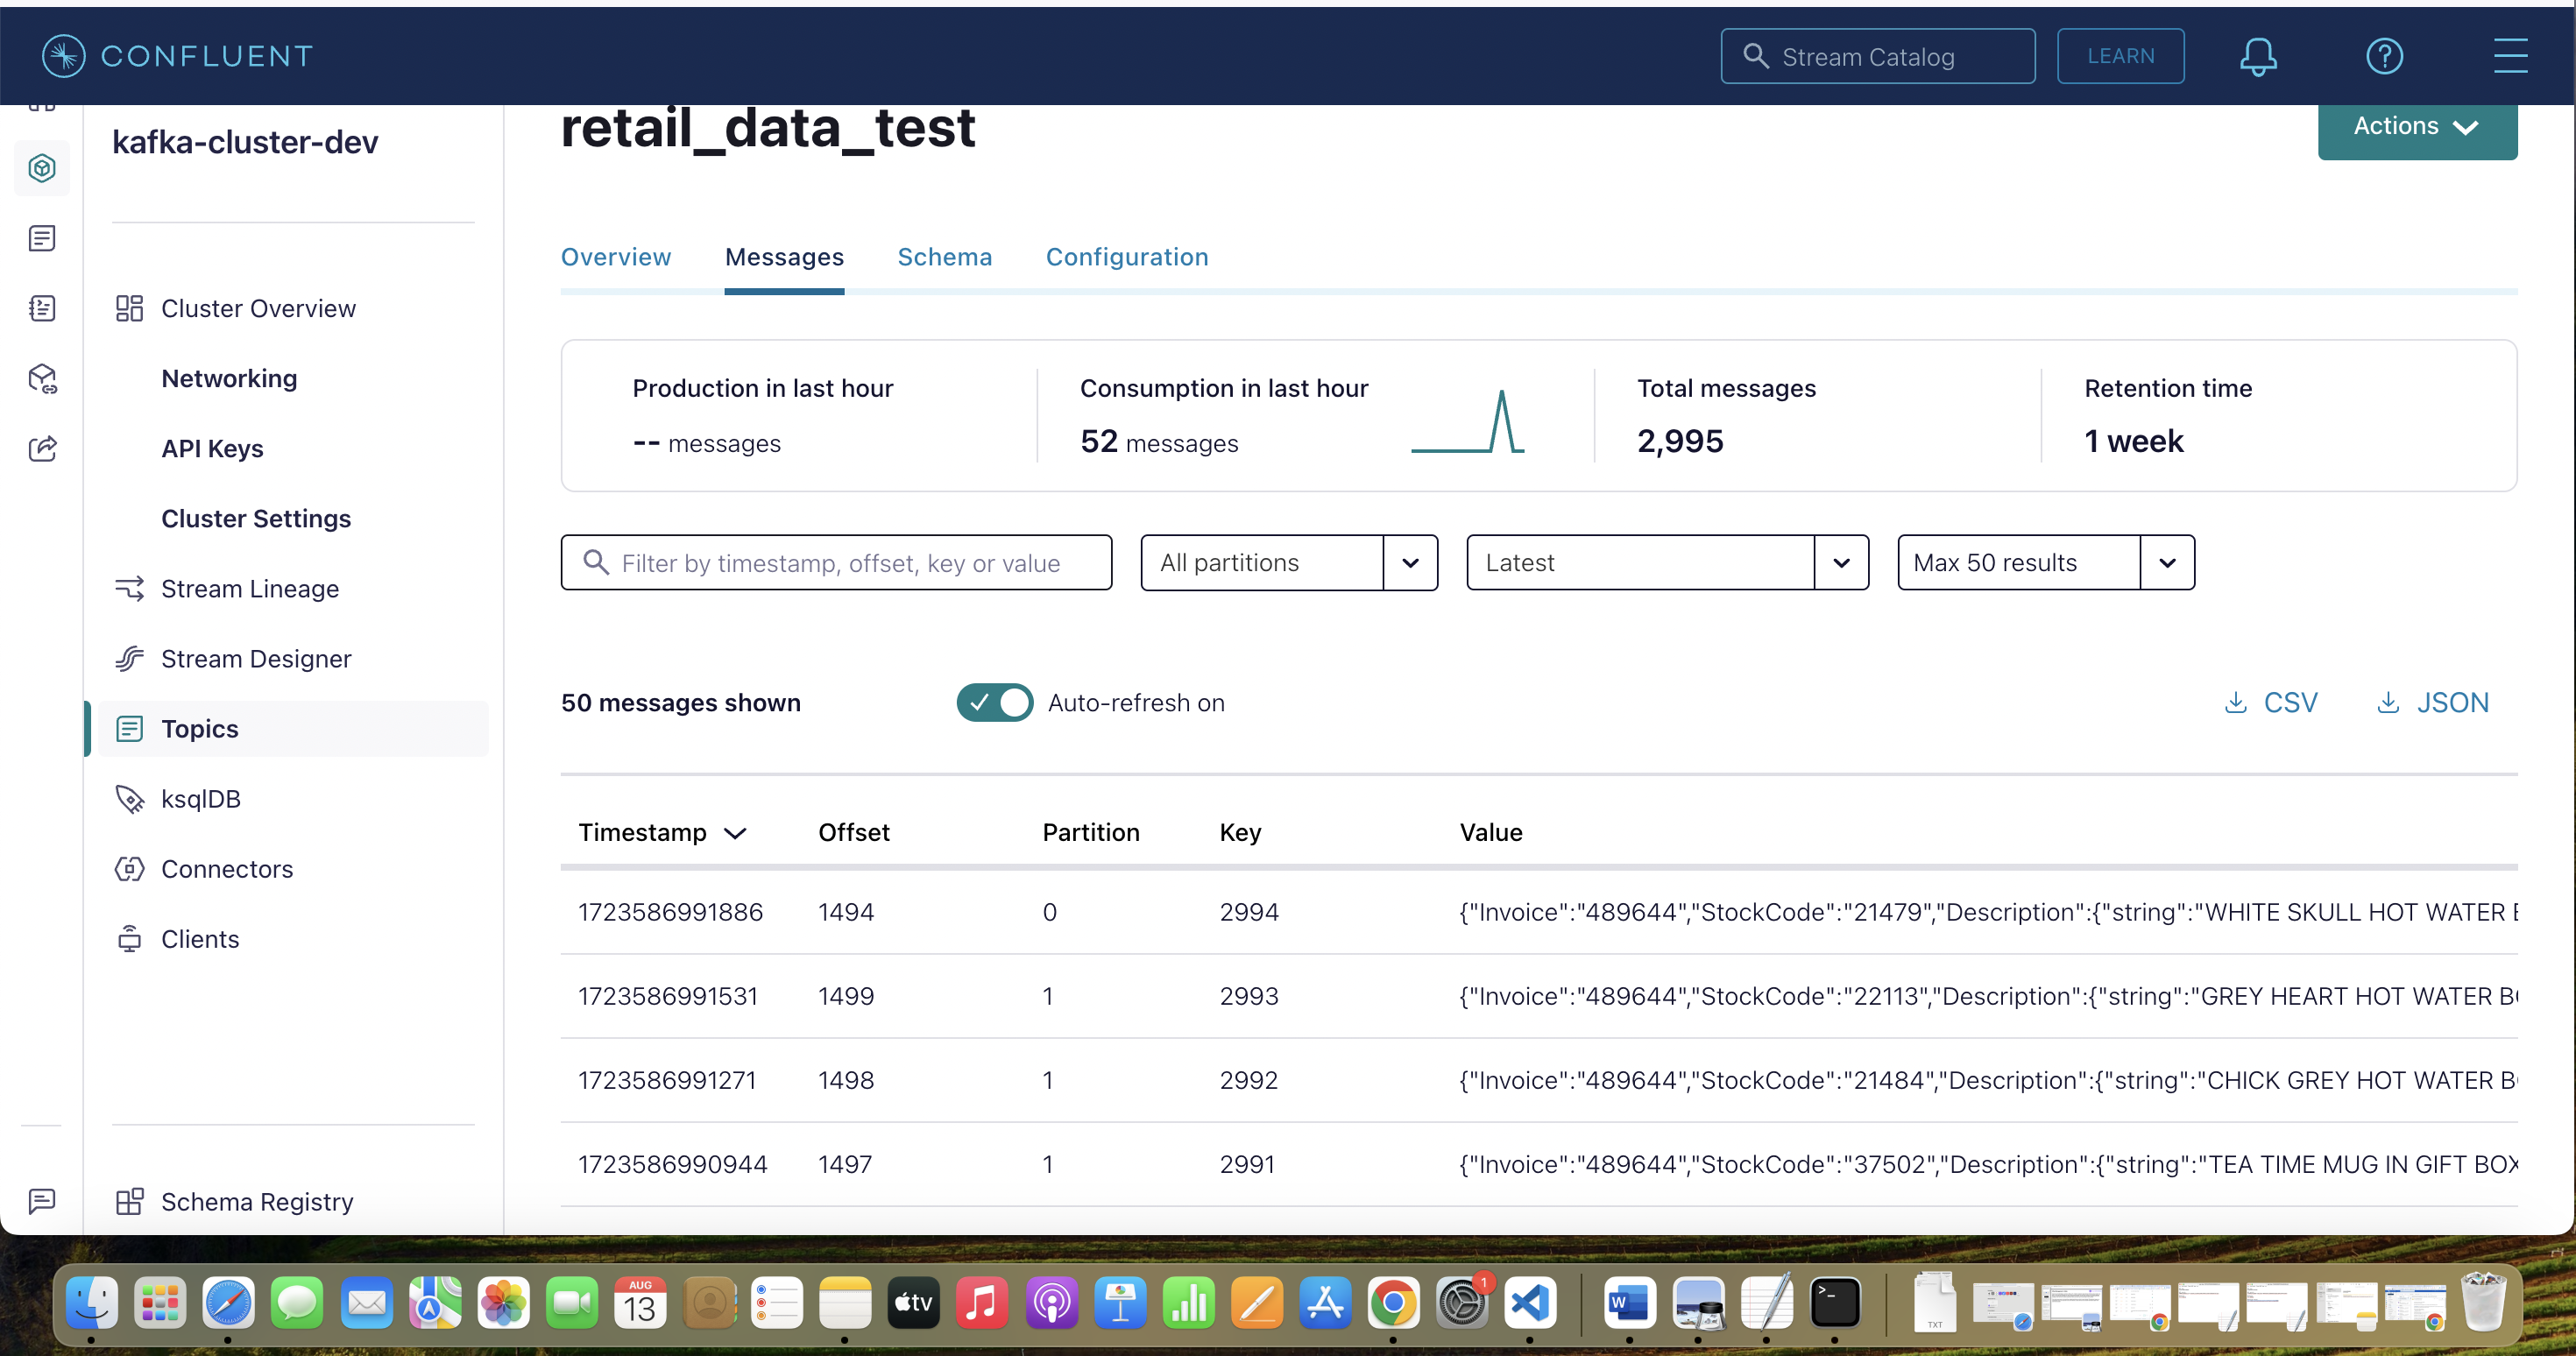 CONFLUENT
Stream Catalog
LEARN
kafka-cluster-dev
Cluster Overview
Networking
API Keys
Cluster Settings
Stream Lineage
Stream Designer
Topics
ksqlDB
Connectors
Clients
Schema Registry
retail_data_test
Actions
Overview Messages Schema Configuration
Production in last hour Consumption in last hour Total messages Retention time
-- messages 52 messages 2,995 1 week
Filter by timestamp, offset, key or value All partitions Latest Max 50 results
50 messages shown Auto-refresh on CSV JSON
Timestamp Offset Partition Key Value
1723586991886 1494 0 2994 {"Invoice":"489644","StockCode":"21479","Description":{"string":"WHITE SKULL HOT WATER
1723586991531 1499 1 2993 {"Invoice":"489644","StockCode":"22113","Description":{"string":"GREY HEART HOT WATER
1723586991271 1498 1 2992 {"Invoice":"489644","StockCode":"21484","Description":{"string":"CHICK GREY HOT WATER
1723586990944 1497 1 2991 {"Invoice":"489644","StockCode":"37502","Description":{"string":"TEA TIME MUG IN GIFT BOX
AUG
13
tv
1
W
>_
TXT